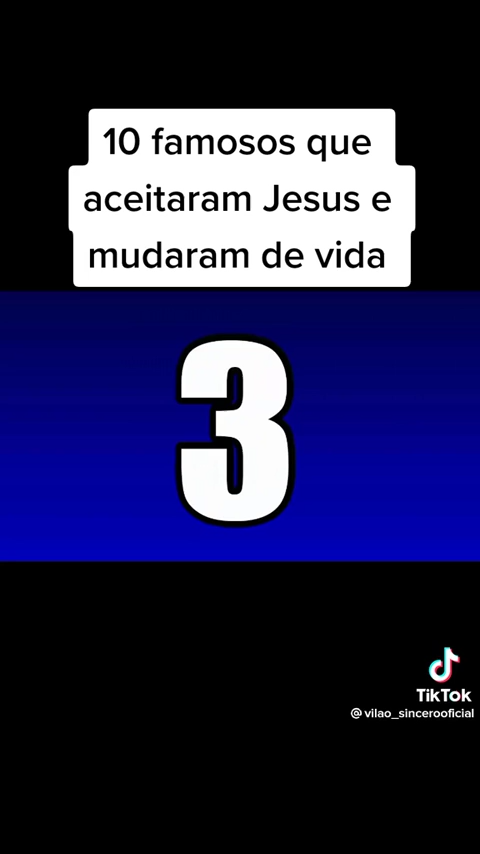 10 famosos que
aceitaram Jesus e
mudaram de vida
3
TikTok
@vilao_sincerooficial